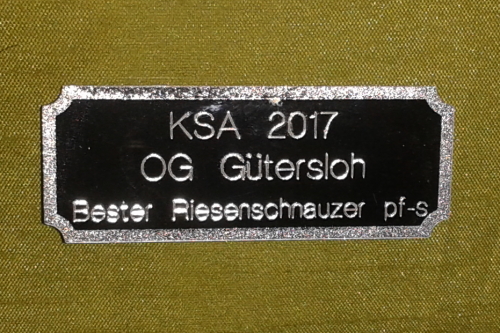 KSA 2017
OG Gütersloh
Bester Riesenschnauzer pf-s